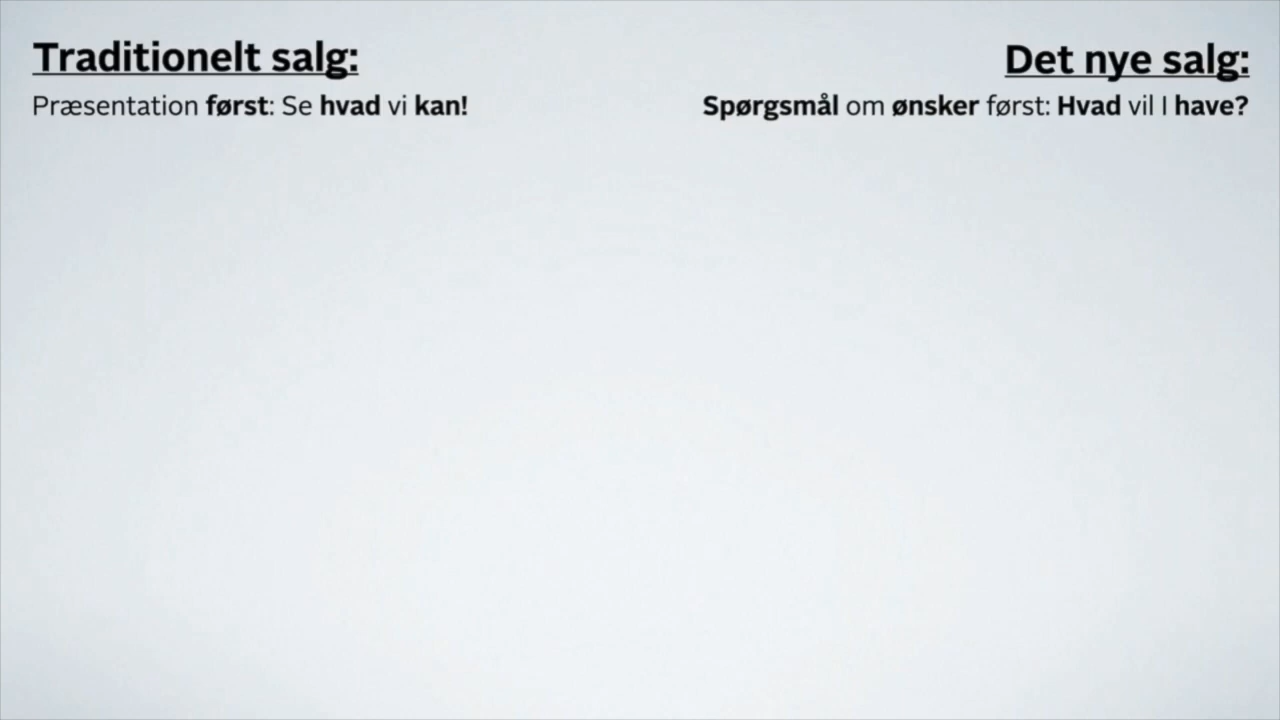 Traditionelt salg:
Præsentation først: Se hvad vi kan!
Det nye salg:
Spørgsmål om ønsker først: Hvad vil I have?